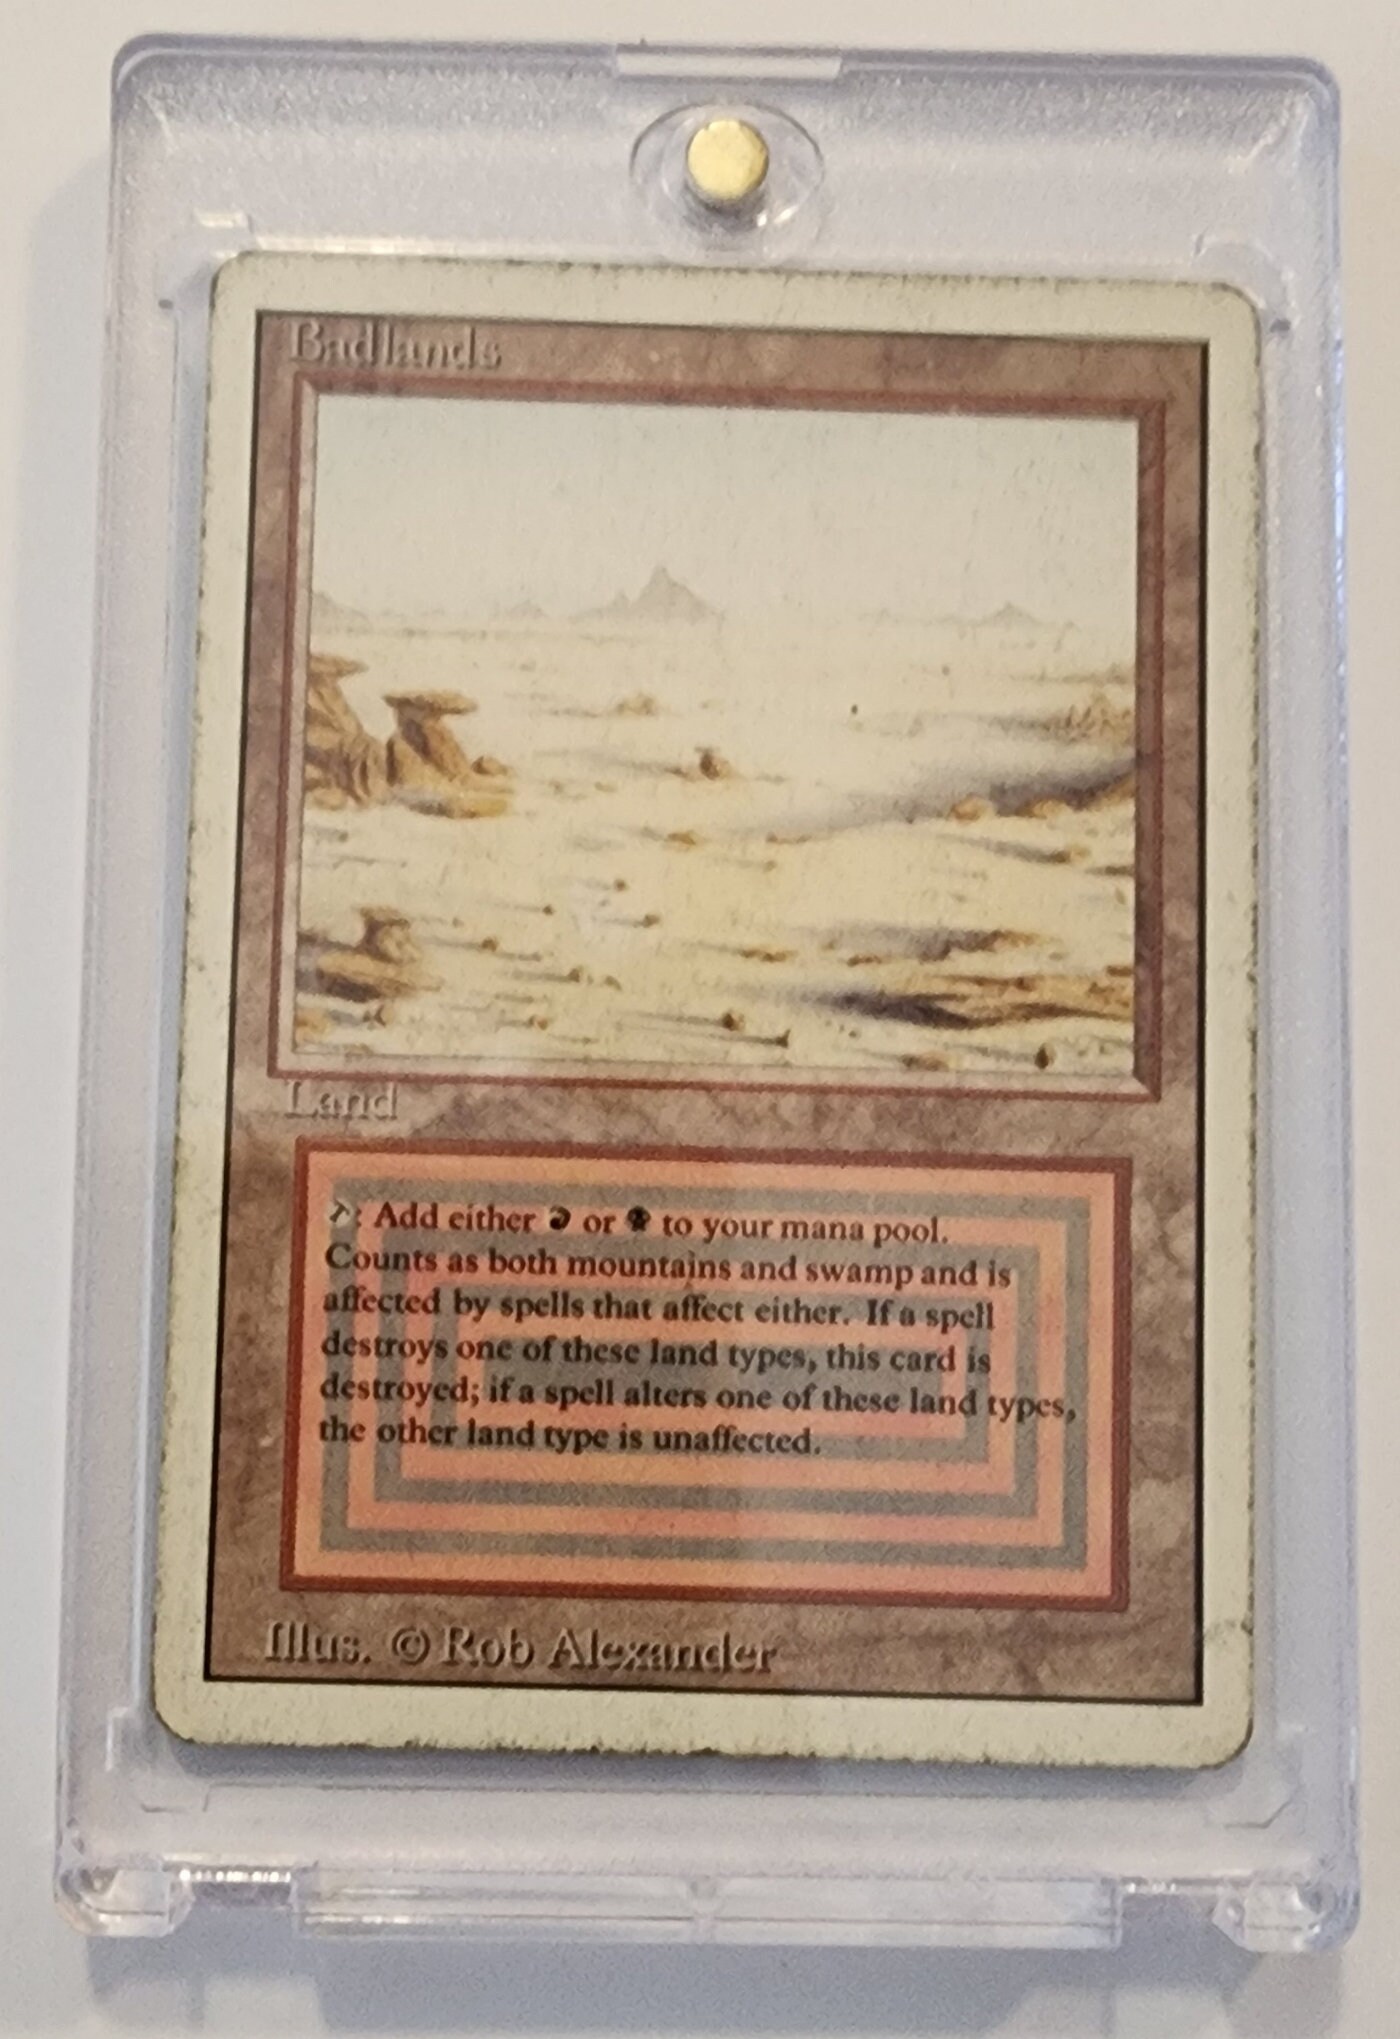 Badlands
Land
: Add either or to your mana pool.
Counts as both mountains and swamp and is
affected by spells that affect either. If a spell
destroys one of these land types, this card is
destroyed; if a spell alters one of these land types,
the other land type is unaffected.
Illus. © Rob Alexander